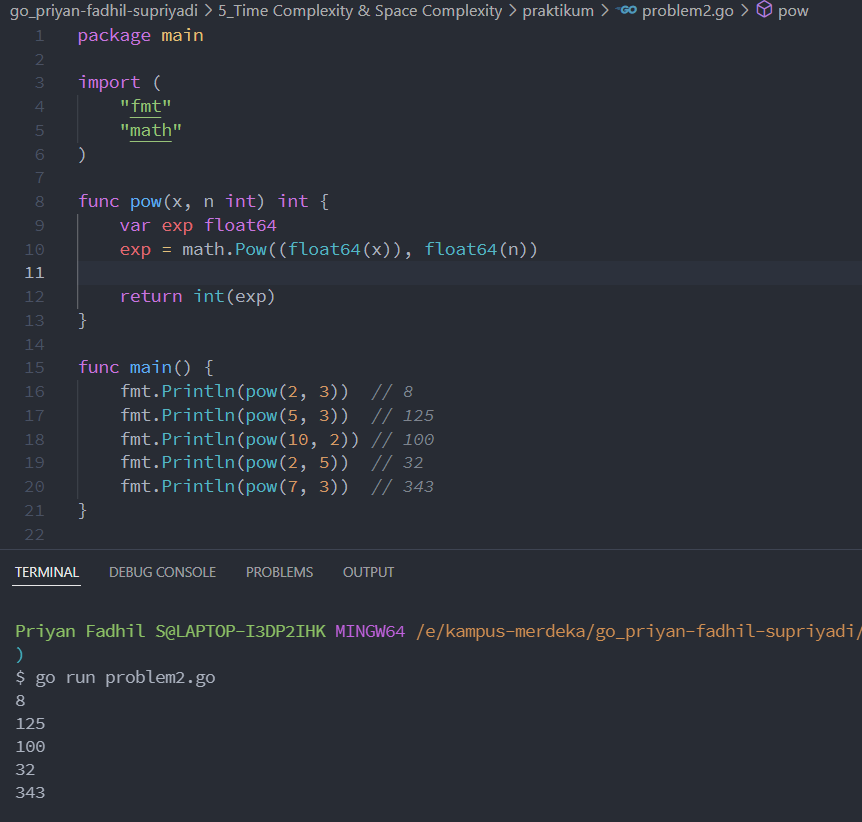 go_priyan-fadhil-supriyadi > 5_Time Complexity & Space Complexity > praktikum > GO problem2.go > pow
1 package main
2
3 import (
4     "fmt"
5     "math"
6 )
7
8 func pow(x, n int) int {
9     var exp float64
10     exp = math.Pow((float64(x)), float64(n))
11
12     return int(exp)
13 }
14
15 func main() {
16     fmt.Println(pow(2, 3))  // 8
17     fmt.Println(pow(5, 3))  // 125
18     fmt.Println(pow(10, 2)) // 100
19     fmt.Println(pow(2, 5))  // 32
20     fmt.Println(pow(7, 3))  // 343
21 }
22
TERMINAL DEBUG CONSOLE PROBLEMS OUTPUT
Priyan Fadhil S@LAPTOP-I3DP2IHK MINGW64 /e/kampus-merdeka/go_priyan-fadhil-supriyadi/
)
$ go run problem2.go
8
125
100
32
343